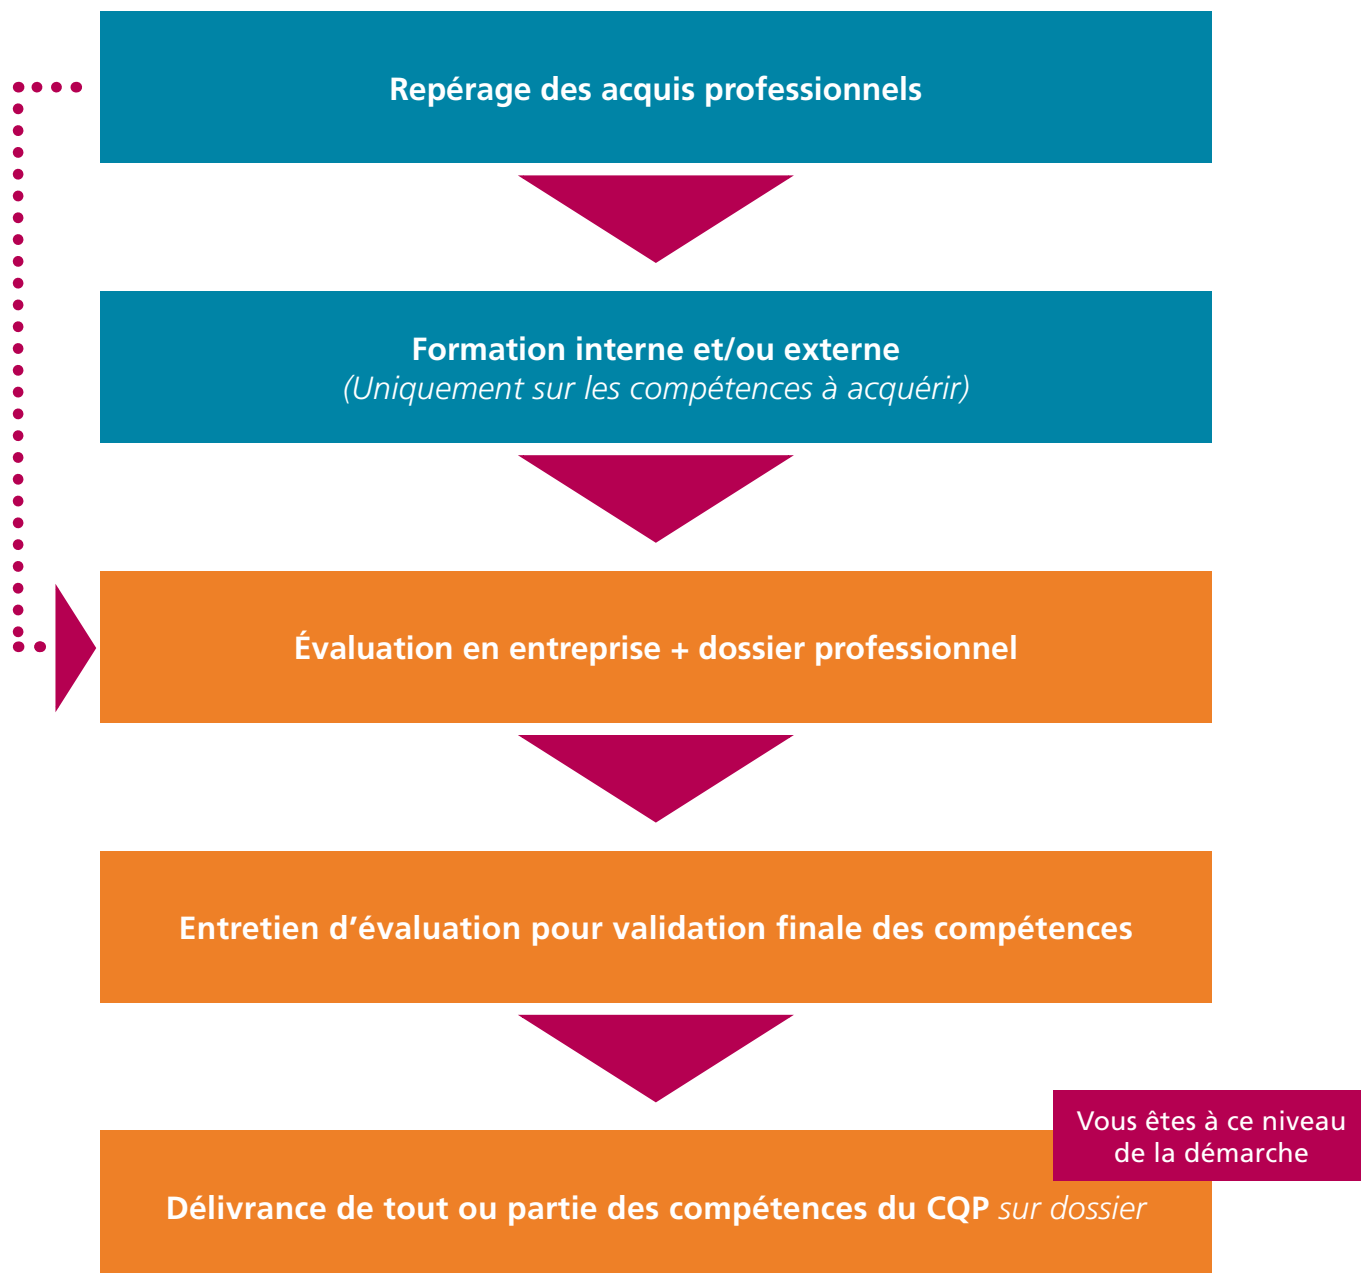 Repérage des acquis professionnels
Formation interne et/ou externe
(Uniquement sur les compétences à acquérir)
Évaluation en entreprise + dossier professionnel
Entretien d’évaluation pour validation finale des compétences
Vous êtes à ce niveau
de la démarche
Délivrance de tout ou partie des compétences du CQP sur dossier